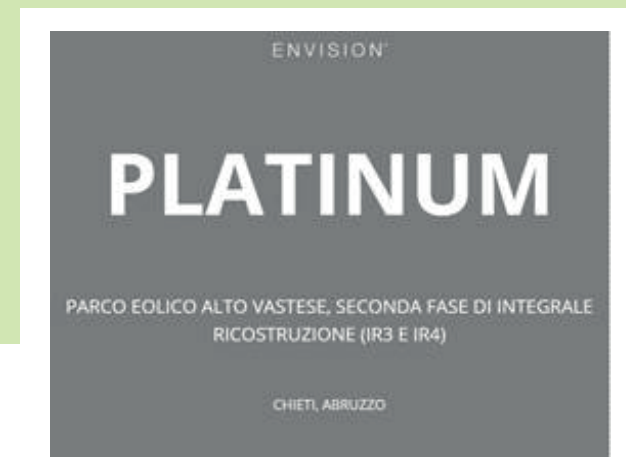 ENVISION®
PLATINUM
PARCO EOLICO ALTO VASTESE, SECONDA FASE DI INTEGRALE
RICOSTRUZIONE (IR3 E IR4)
CHIETI, ABRUZZO